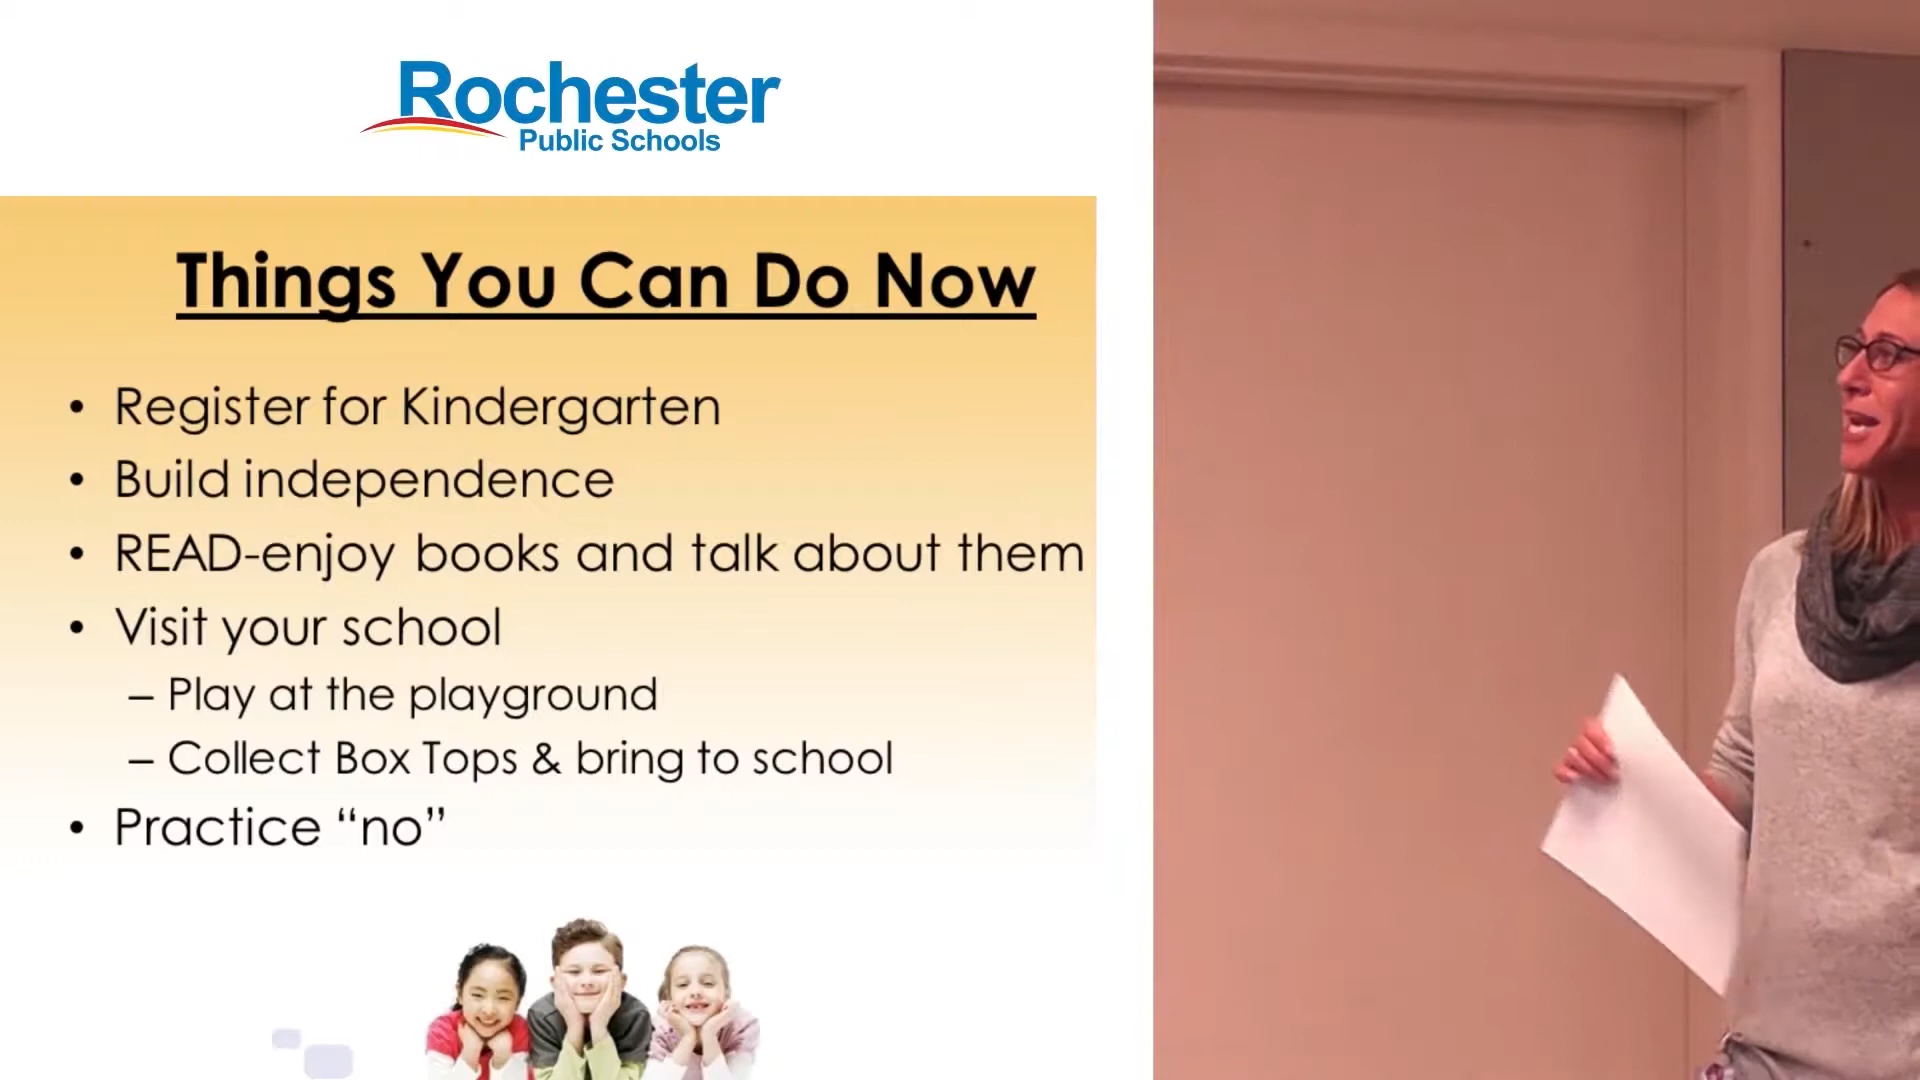 Rochester
Public Schools
Things You Can Do Now
• Register for Kindergarten
• Build independence
• READ-enjoy books and talk about them
• Visit your school
– Play at the playground
– Collect Box Tops & bring to school
• Practice “no”